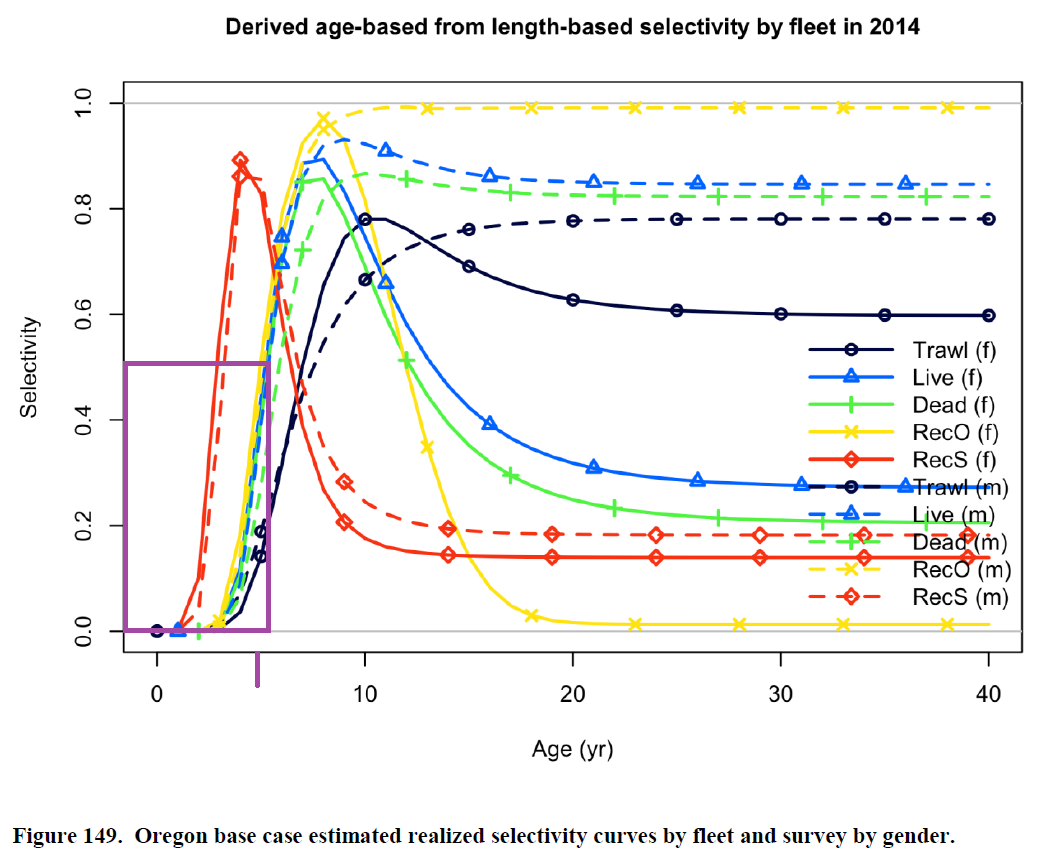 Derived age-based from length-based selectivity by fleet in 2014
1.0
0.8
0.6
0.4
0.2
0.0
Selectivity
Trawl (f)
Live (f)
Dead (f)
RecO (f)
RecS (f)
Trawl (m)
Live (m)
Dead (m)
RecO (m)
RecS (m)
0 10 20 30 40
Age (yr)
Figure 149. Oregon base case estimated realized selectivity curves by fleet and survey by gender.